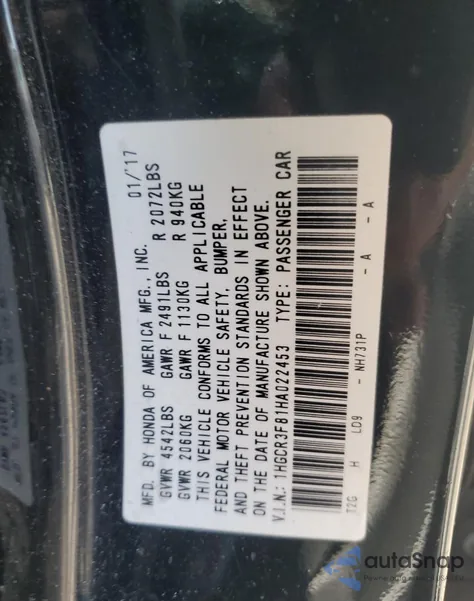 MFD. BY HONDA OF AMERICA MFG., INC. 01/17
GVWR 4542LBS GAWR F 2491LBS R 2072LBS
GVWR 2060KG GAWR F 1130KG R 940KG
THIS VEHICLE CONFORMS TO ALL APPLICABLE
FEDERAL MOTOR VEHICLE SAFETY, BUMPER,
AND THEFT PREVENTION STANDARDS IN EFFECT
ON THE DATE OF MANUFACTURE SHOWN ABOVE.
V.I.N.: 1HGCR3F81HA022453 TYPE: PASSENGER CAR
T2G H LD9 - NH731P - A - A
autoSnap